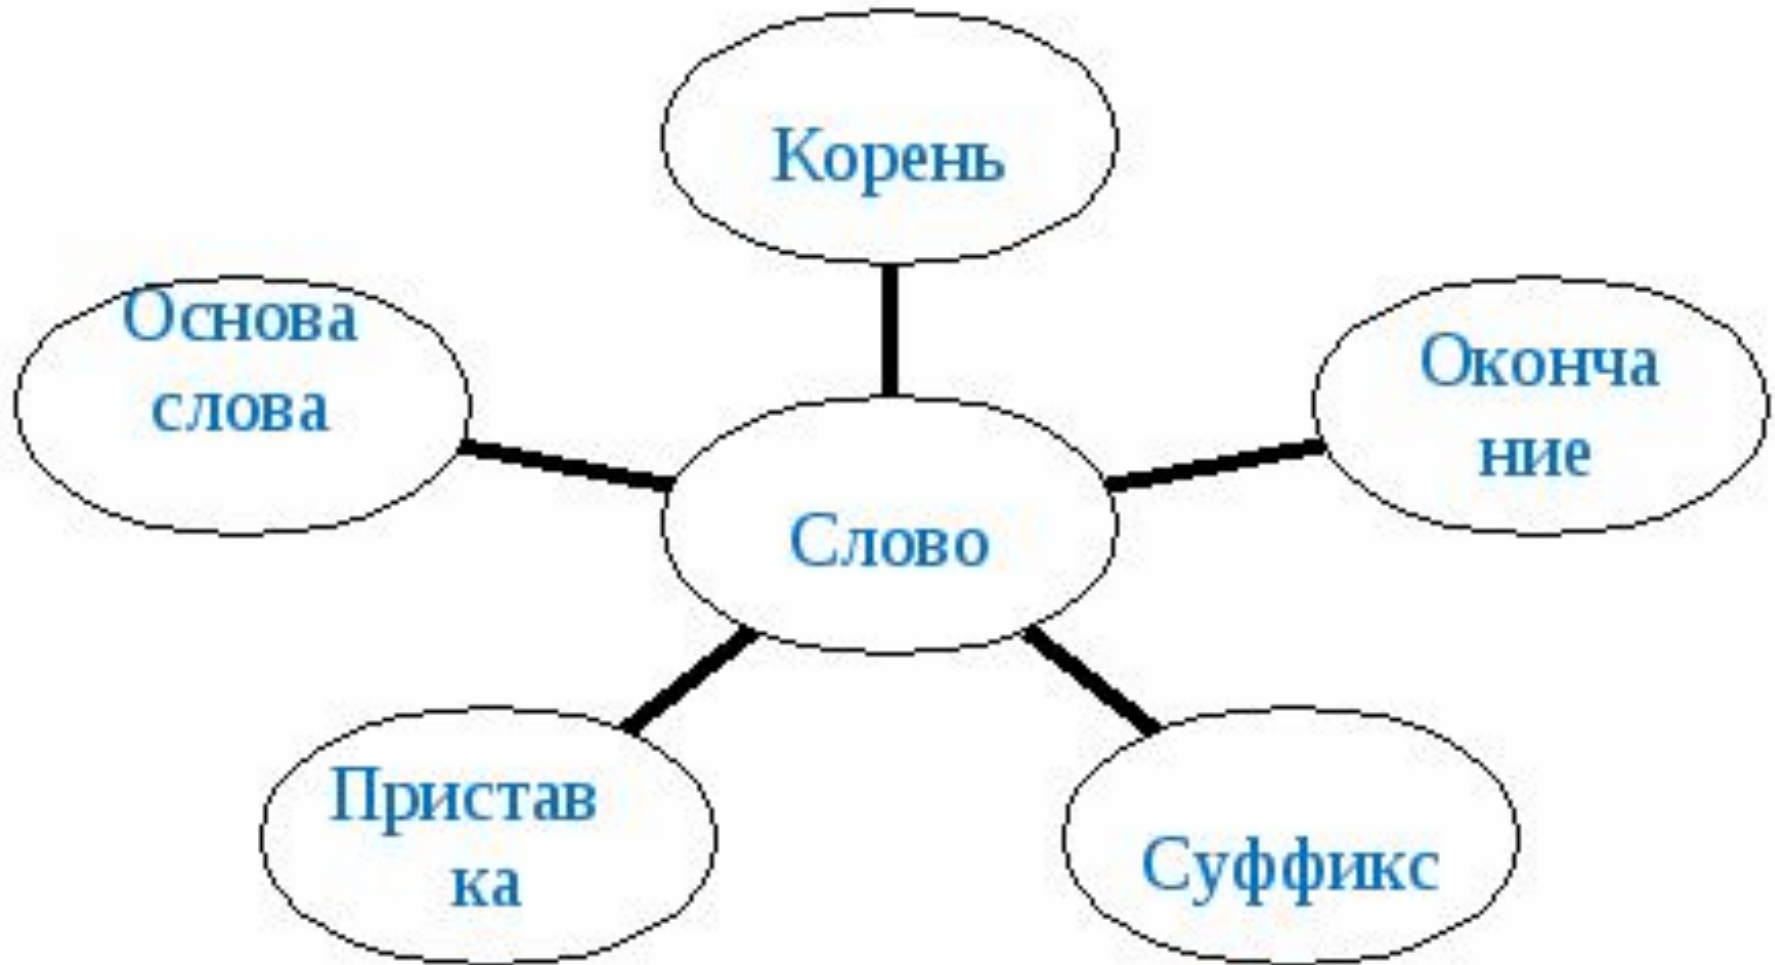 Корень
Основа
слова
Оконча
ние
Слово
Пристав
ка
Суффикс